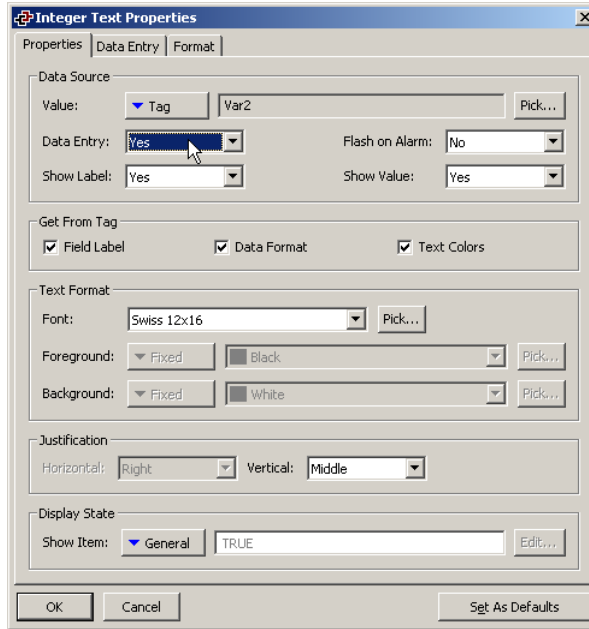 Integer Text Properties
Properties Data Entry Format
Data Source
Value: Tag Var2 Pick...
Data Entry: Yes Flash on Alarm: No
Show Label: Yes Show Value: Yes
Get From Tag
Field Label Data Format Text Colors
Text Format
Font: Swiss 12x16 Pick...
Foreground: Fixed Black Pick...
Background: Fixed White Pick...
Justification
Horizontal: Right Vertical: Middle
Display State
Show Item: General TRUE Edit...
OK Cancel Set As Defaults